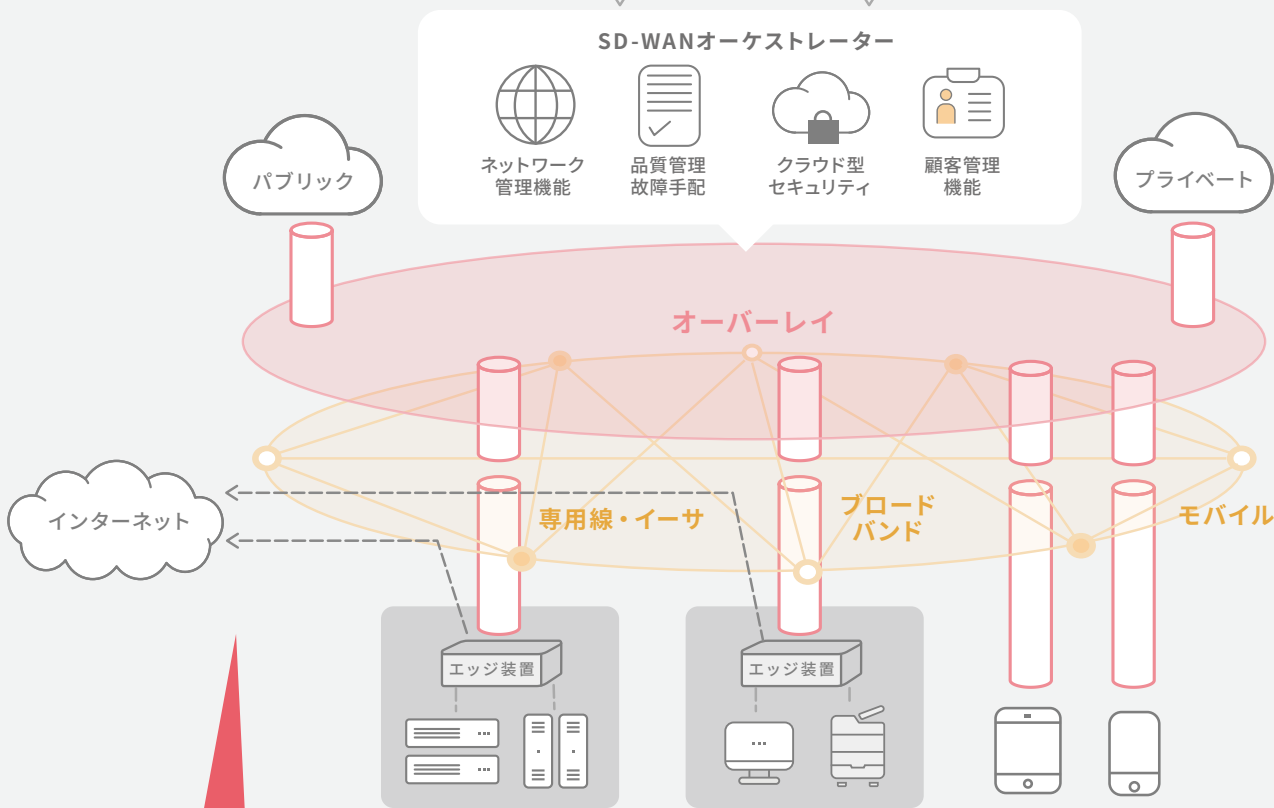 SD-WANオーケストレーター
ネットワーク
管理機能
品質管理
故障手配
クラウド型
セキュリティ
顧客管理
機能
パブリック
プライベート
オーバーレイ
インターネット
専用線・イーサ
ブロード
バンド
モバイル
エッジ装置
エッジ装置